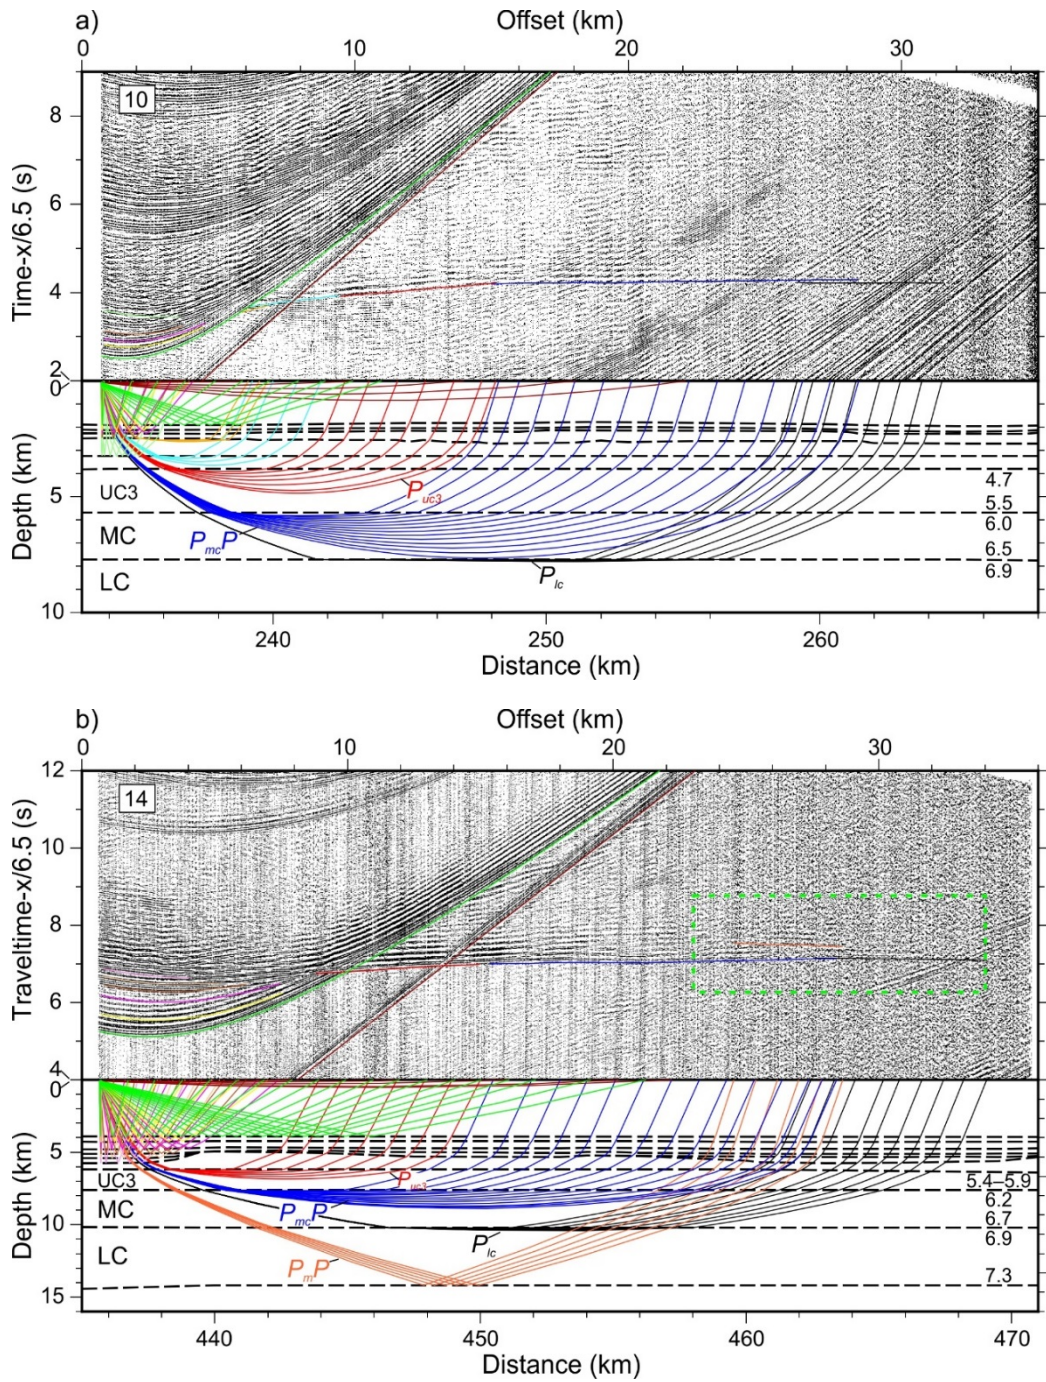 a)
Offset (km)
0 10 20 30
10
Time-x/6.5 (s)
8
6
4
2
0
5
10
Depth (km)
UC3
MC
LC
Puc3
PmcP
Plc
4.7
5.5
6.0
6.5
6.9
240 250 260
Distance (km)
b)
Offset (km)
0 10 20 30
14
Traveltime-x/6.5 (s)
12
10
8
6
4
0
5
10
15
Depth (km)
UC3
MC
LC
Puc3
PmcP
Plc
PmP
5.4–5.9
6.2
6.7
6.9
7.3
440 450 460 470
Distance (km)